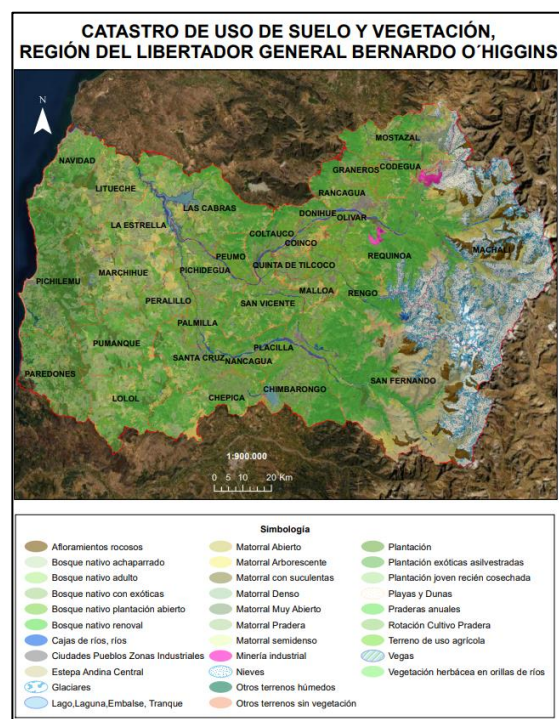 CATASTRO DE USO DE SUELO Y VEGETACIÓN,
REGIÓN DEL LIBERTADOR GENERAL BERNARDO O´HIGGINS
N
MOSTAZAL
NAVIDAD
GRANEROS
CODEGUA
LITUECHE
RANCAGUA
LAS CABRAS
DONIHUE
OLIVAR
LA ESTRELLA
COLTAUCO
COINCO
MACHALI
PEUMO
REQUINOA
PICHIDEGUA
QUINTA DE TILCOCO
PICHILEMU
MARCHIHUE
MALLOA
RENGO
PERALILLO
SAN VICENTE
PALMILLA
PUMANQUE
PLACILLA
SANTA CRUZ
NANCAGUA
PAREDONES
SAN FERNANDO
CHIMBARONGO
LOLOL
CHEPICA
1:900.000
0 5 10 20 Km
Simbología
Afloramientos rocosos
Bosque nativo achaparrado
Bosque nativo adulto
Bosque nativo con exóticas
Bosque nativo plantación abierto
Bosque nativo renoval
Cajas de ríos, ríos
Ciudades Pueblos Zonas Industriales
Estepa Andina Central
Glaciares
Lago,Laguna,Embalse, Tranque
Matorral Abierto
Matorral Arborescente
Matorral con suculentas
Matorral Denso
Matorral Muy Abierto
Matorral Pradera
Matorral semidenso
Minería industrial
Nieves
Otros terrenos húmedos
Otros terrenos sin vegetación
Plantación
Plantación exóticas asilvestradas
Plantación joven recién cosechada
Playas y Dunas
Praderas anuales
Rotación Cultivo Pradera
Terreno de uso agrícola
Vegas
Vegetación herbácea en orillas de ríos